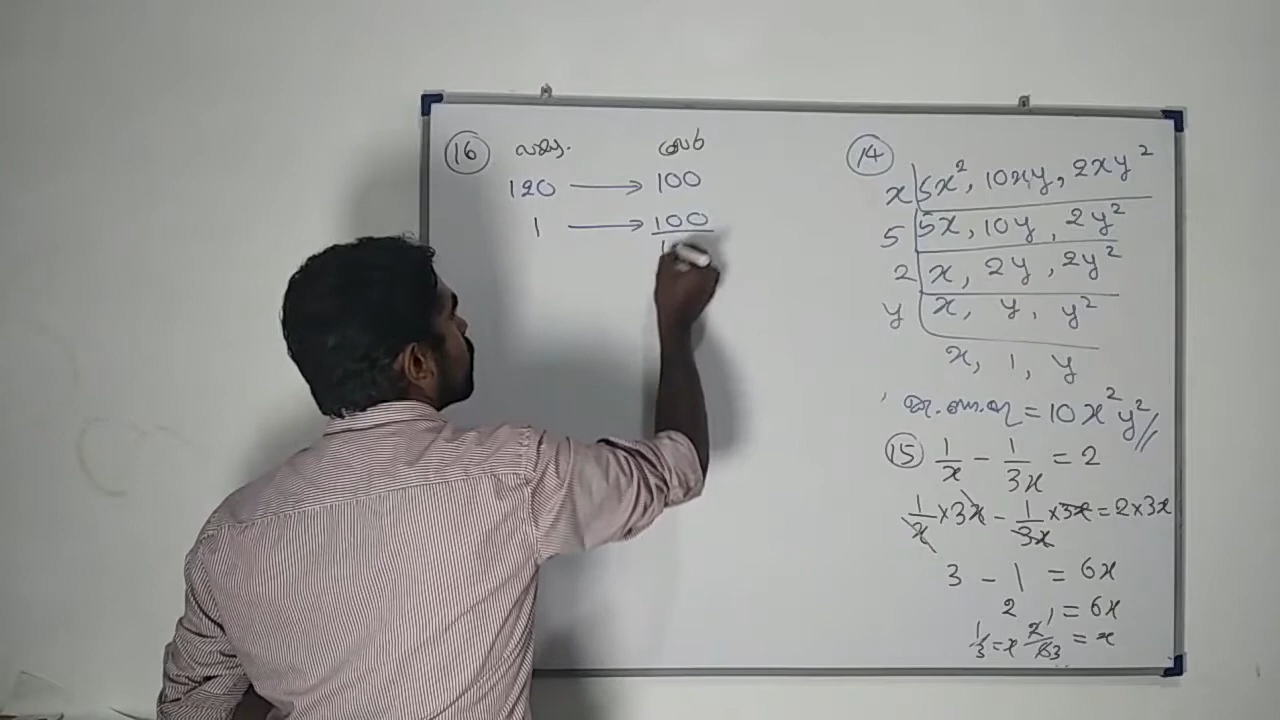 16
120 → 100
1 → 100
14
x | 5x², 10xy, 2xy²
5 | 5x, 10y, 2y²
2 | x, 2y, 2y²
y | x, y, y²
x, 1, y
= 10x²y²//
15 1/x - 1/3x = 2
1/x × 3x - 1/3x × 3x = 2 × 3x
3 - 1 = 6x
2 = 6x
1/3 = x 2/6 = x